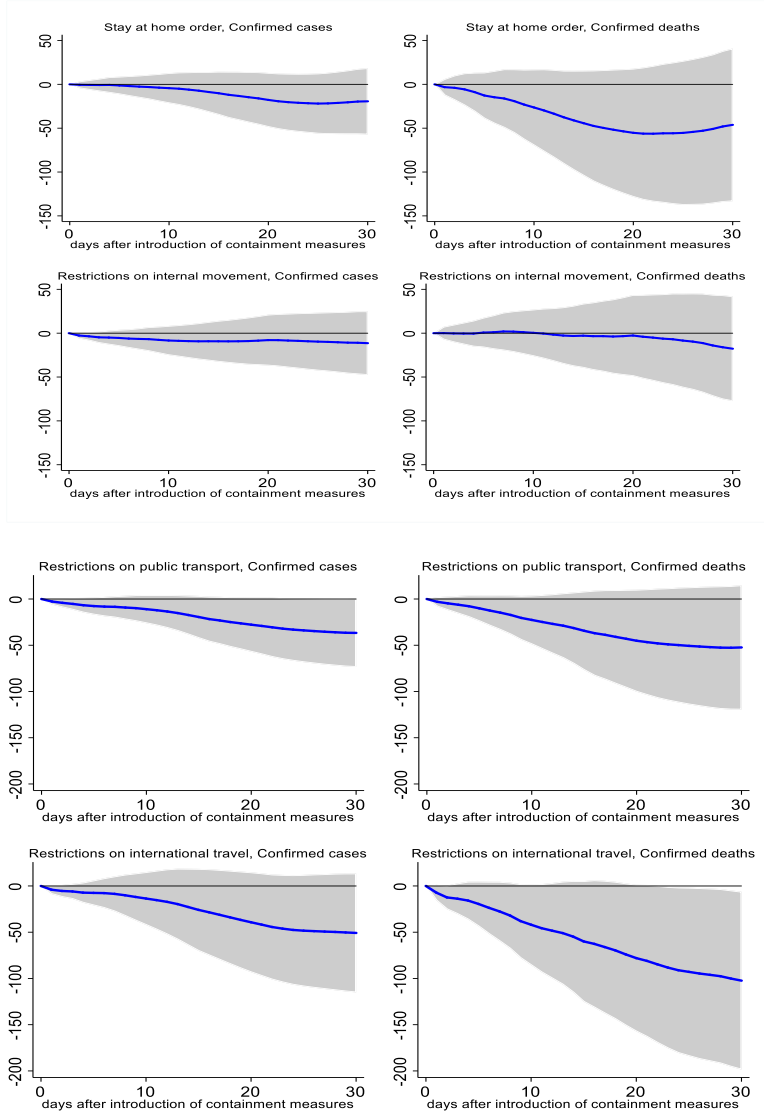 Stay at home order, Confirmed cases
50
0
-50
-100
-150
0 10 20 30
days after introduction of containment measures
Stay at home order, Confirmed deaths
50
0
-50
-100
-150
0 10 20 30
days after introduction of containment measures
Restrictions on internal movement, Confirmed cases
50
0
-50
-100
-150
0 10 20 30
days after introduction of containment measures
Restrictions on internal movement, Confirmed deaths
50
0
-50
-100
-150
0 10 20 30
days after introduction of containment measures
Restrictions on public transport, Confirmed cases
0
-50
-100
-150
-200
0 10 20 30
days after introduction of containment measures
Restrictions on public transport, Confirmed deaths
0
-50
-100
-150
-200
0 10 20 30
days after introduction of containment measures
Restrictions on international travel, Confirmed cases
0
-50
-100
-150
-200
0 10 20 30
days after introduction of containment measures
Restrictions on international travel, Confirmed deaths
0
-50
-100
-150
-200
0 10 20 30
days after introduction of containment measures